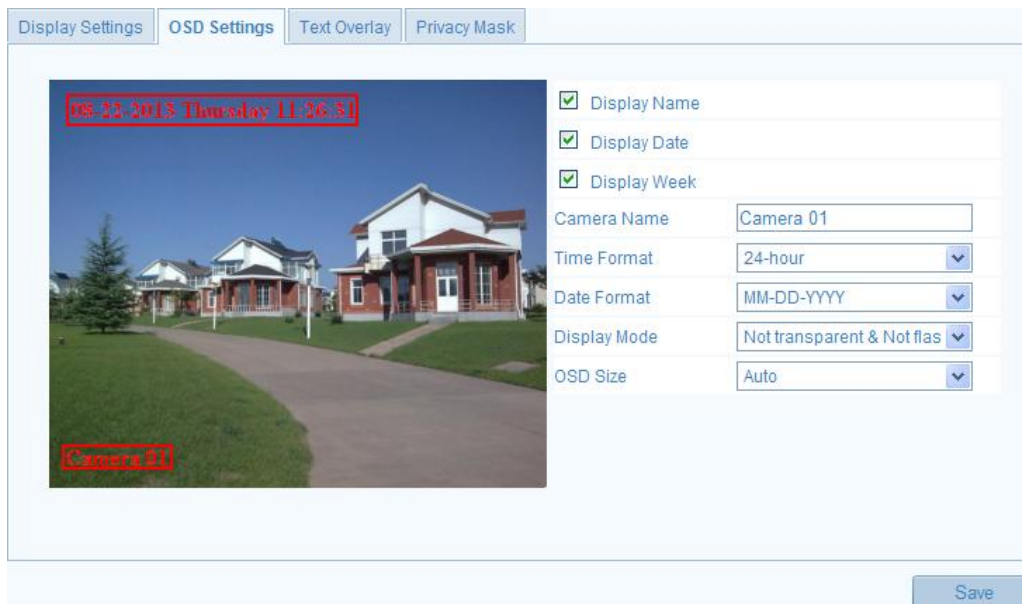 Display Settings OSD Settings Text Overlay Privacy Mask
08-22-2013 Thursday 11:26:31
Display Name
Display Date
Display Week
Camera Name Camera 01
Time Format 24-hour
Date Format MM-DD-YYYY
Display Mode Not transparent & Not flas
OSD Size Auto
Camera 01
Save